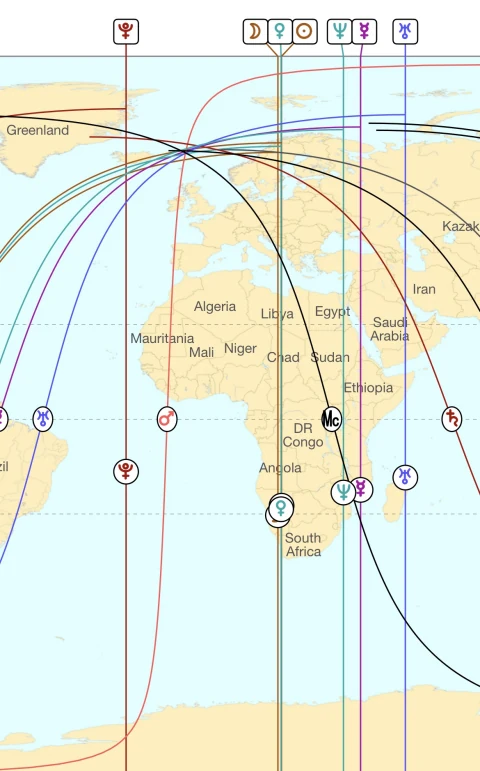 Greenland
Kazak
Iran
Algeria
Libya
Egypt
Saudi
Arabia
Mauritania
Mali
Niger
Chad
Sudan
Ethiopia
Mc
DR
Congo
zil
Angola
South
Africa